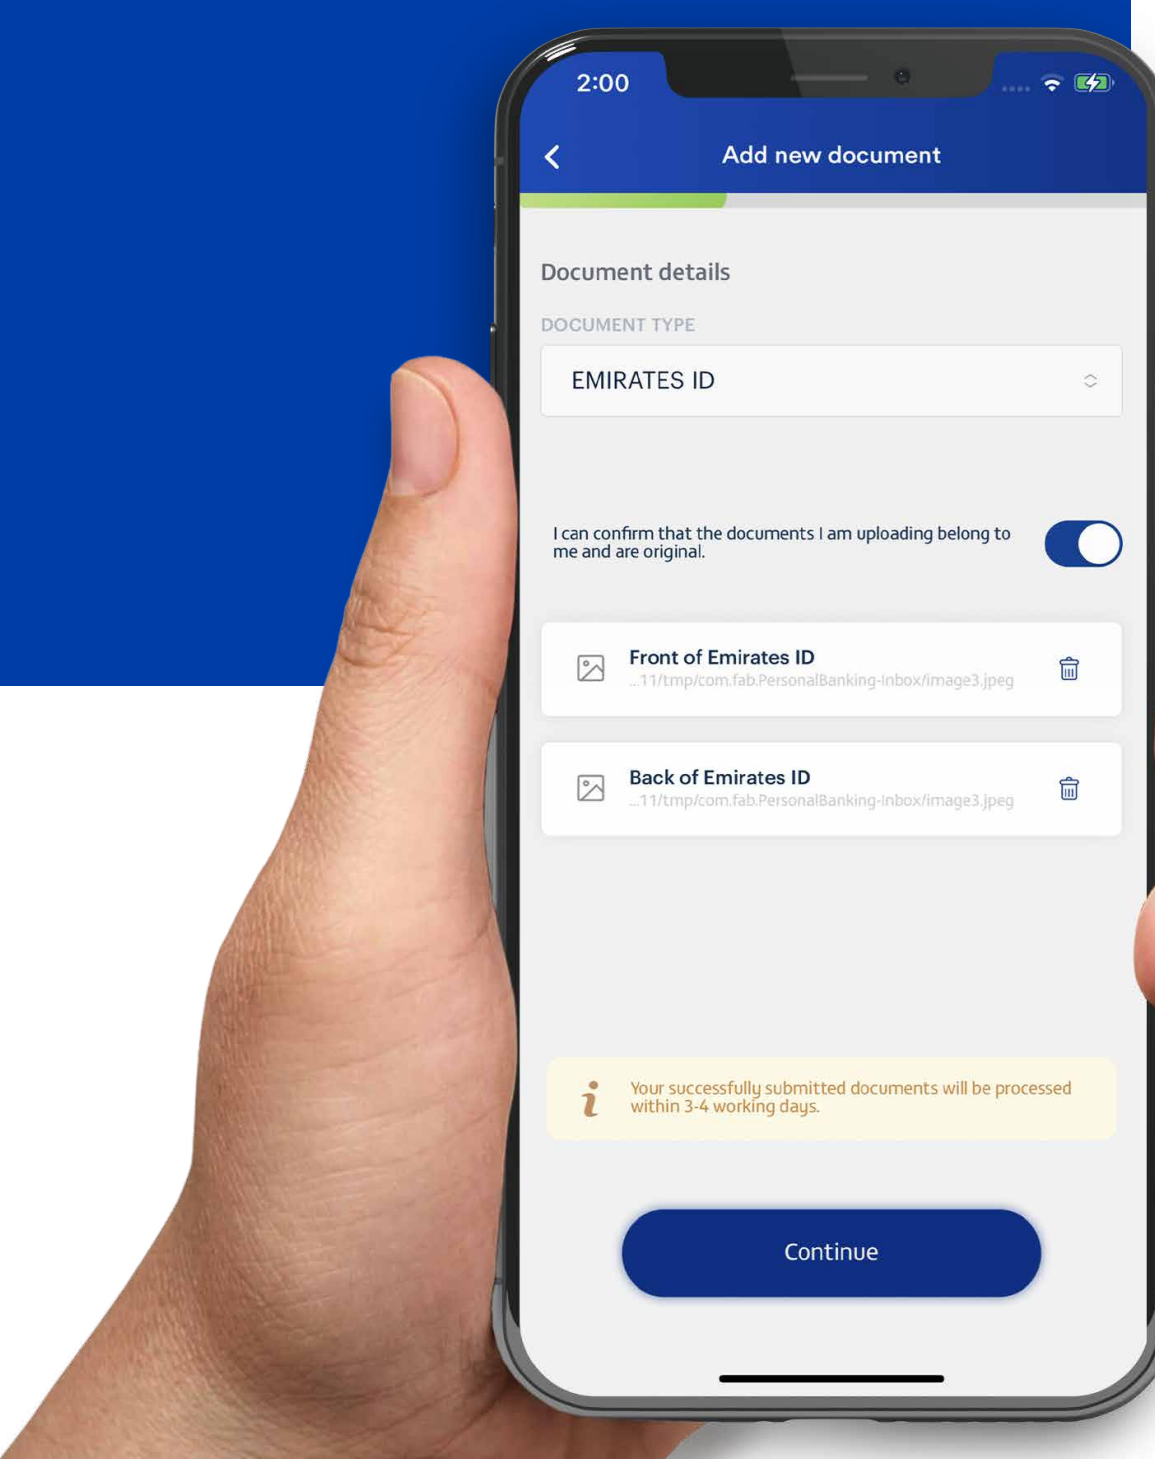 2:00
Add new document
Document details
DOCUMENT TYPE
EMIRATES ID
I can confirm that the documents I am uploading belong to
me and are original.
Front of Emirates ID
...11/tmp/com.fab.PersonalBanking-Inbox/image3.jpeg
Back of Emirates ID
...11/tmp/com.fab.PersonalBanking-Inbox/image3.jpeg
i
Your successfully submitted documents will be processed
within 3-4 working days.
Continue